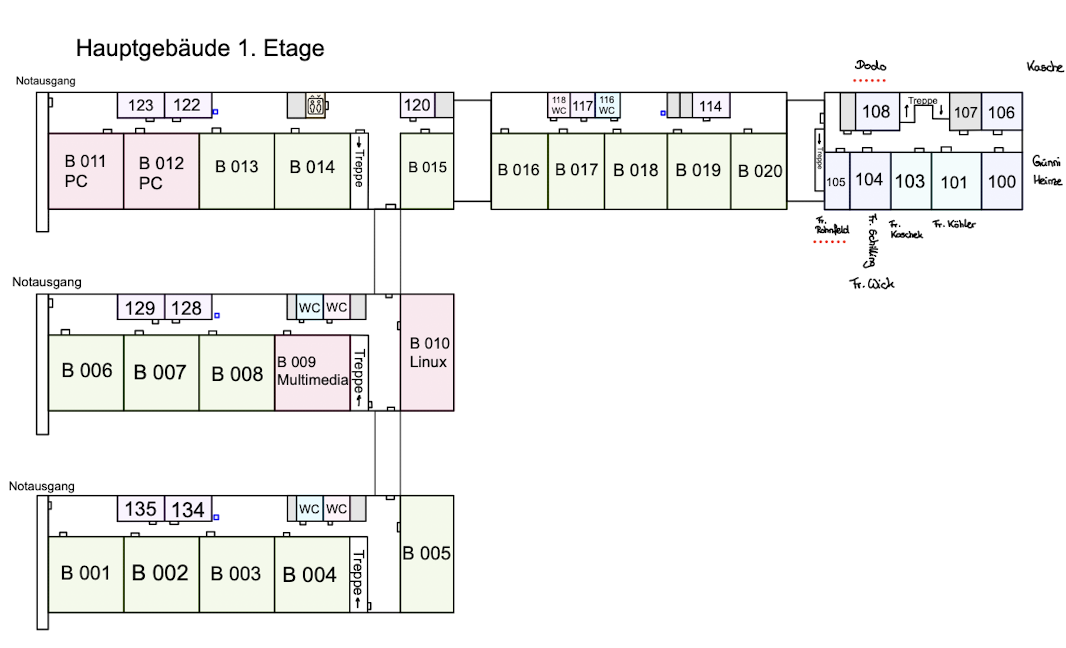 Hauptgebäude 1. Etage
Notausgang
123
122
120
118
WC
117
116
WC
114
Dodo
Kasche
108
Treppe
107
106
B 011
PC
B 012
PC
B 013
B 014
Treppe
B 015
B 016
B 017
B 018
B 019
B 020
Treppe
105
104
103
101
100
Günni
Heinze
Fr.
Rohnfeld
Fr. Schilling
Fr.
Kaschek
Fr. Köhler
Fr. Wick
Notausgang
129
128
WC
WC
B 006
B 007
B 008
B 009
Multimedia
Treppe
B 010
Linux
Notausgang
135
134
WC
WC
B 001
B 002
B 003
B 004
Treppe
B 005